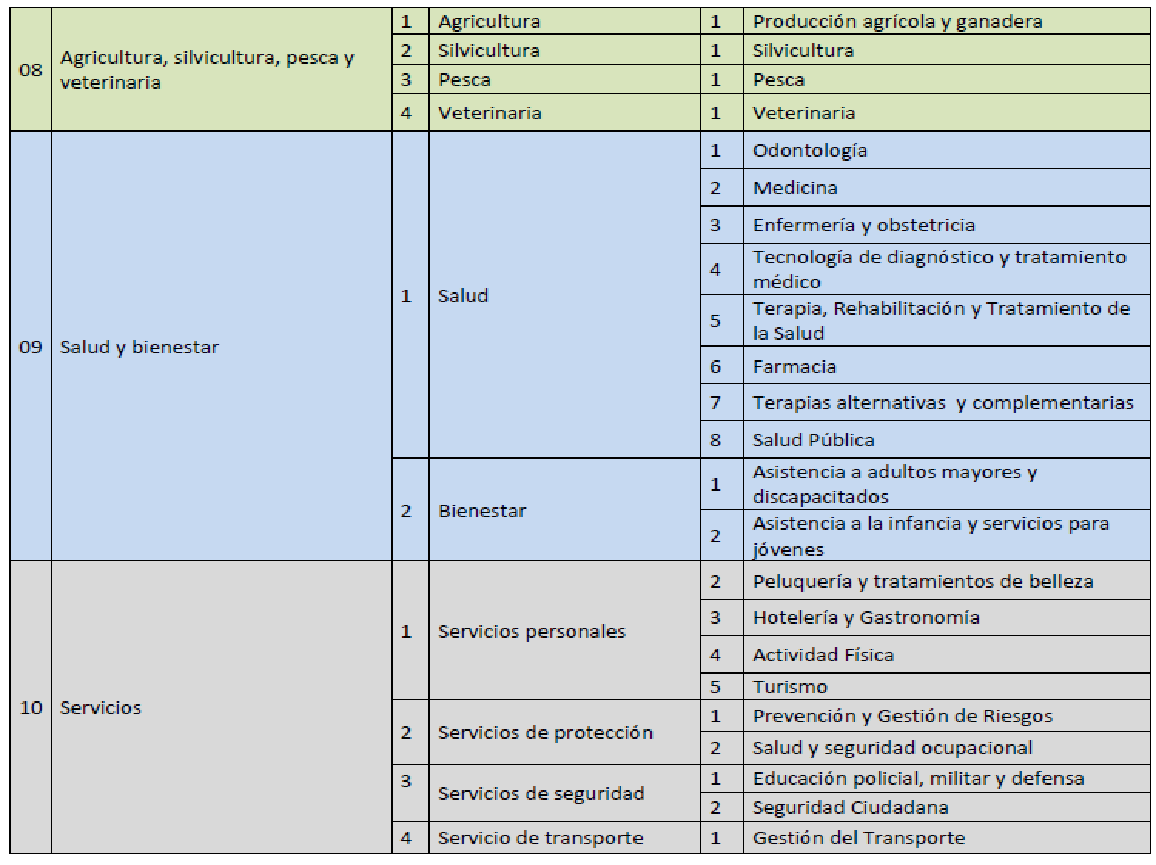 08 Agricultura, silvicultura, pesca y veterinaria 1 Agricultura 1 Producción agrícola y ganadera
2 Silvicultura 1 Silvicultura
3 Pesca 1 Pesca
4 Veterinaria 1 Veterinaria
09 Salud y bienestar 1 Salud 1 Odontología
2 Medicina
3 Enfermería y obstetricia
4 Tecnología de diagnóstico y tratamiento
médico
5 Terapia, Rehabilitación y Tratamiento de
la Salud
6 Farmacia
7 Terapias alternativas y complementarias
8 Salud Pública
2 Bienestar 1 Asistencia a adultos mayores y
discapacitados
2 Asistencia a la infancia y servicios para
jóvenes
10 Servicios 1 Servicios personales 2 Peluquería y tratamientos de belleza
3 Hotelería y Gastronomía
4 Actividad Física
5 Turismo
2 Servicios de protección 1 Prevención y Gestión de Riesgos
2 Salud y seguridad ocupacional
3 Servicios de seguridad 1 Educación policial, militar y defensa
2 Seguridad Ciudadana
4 Servicio de transporte 1 Gestión del Transporte